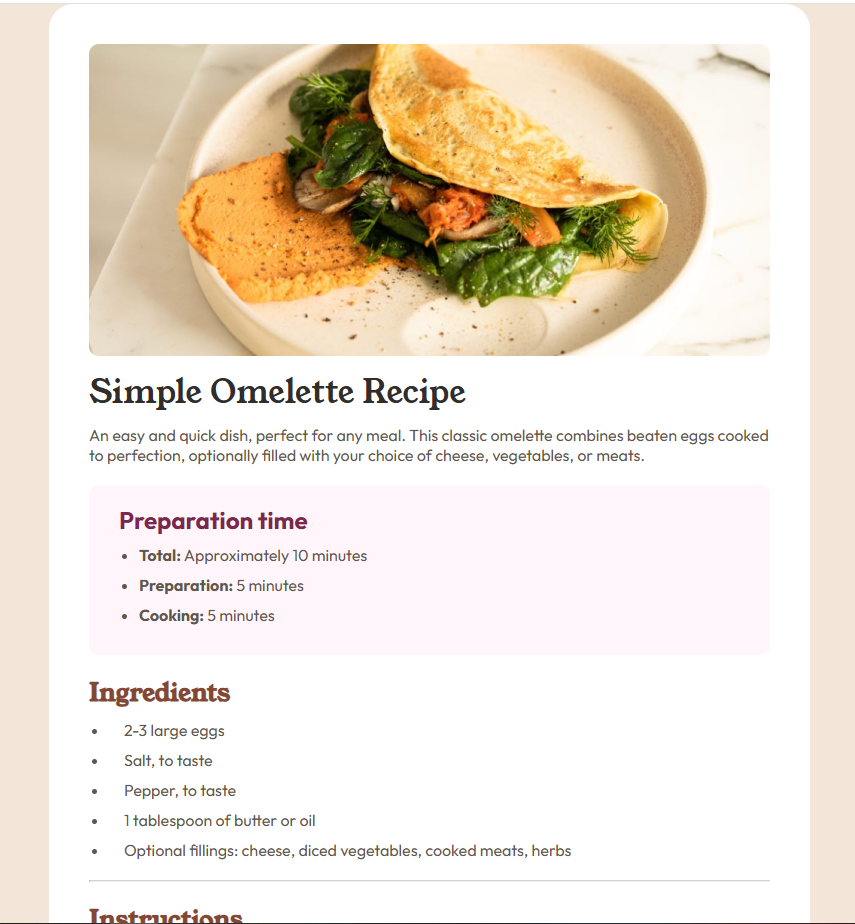 Simple Omelette Recipe
An easy and quick dish, perfect for any meal. This classic omelette combines beaten eggs cooked
to perfection, optionally filled with your choice of cheese, vegetables, or meats.
Preparation time
• Total: Approximately 10 minutes
• Preparation: 5 minutes
• Cooking: 5 minutes
Ingredients
• 2-3 large eggs
• Salt, to taste
• Pepper, to taste
• 1 tablespoon of butter or oil
• Optional fillings: cheese, diced vegetables, cooked meats, herbs
Instructions